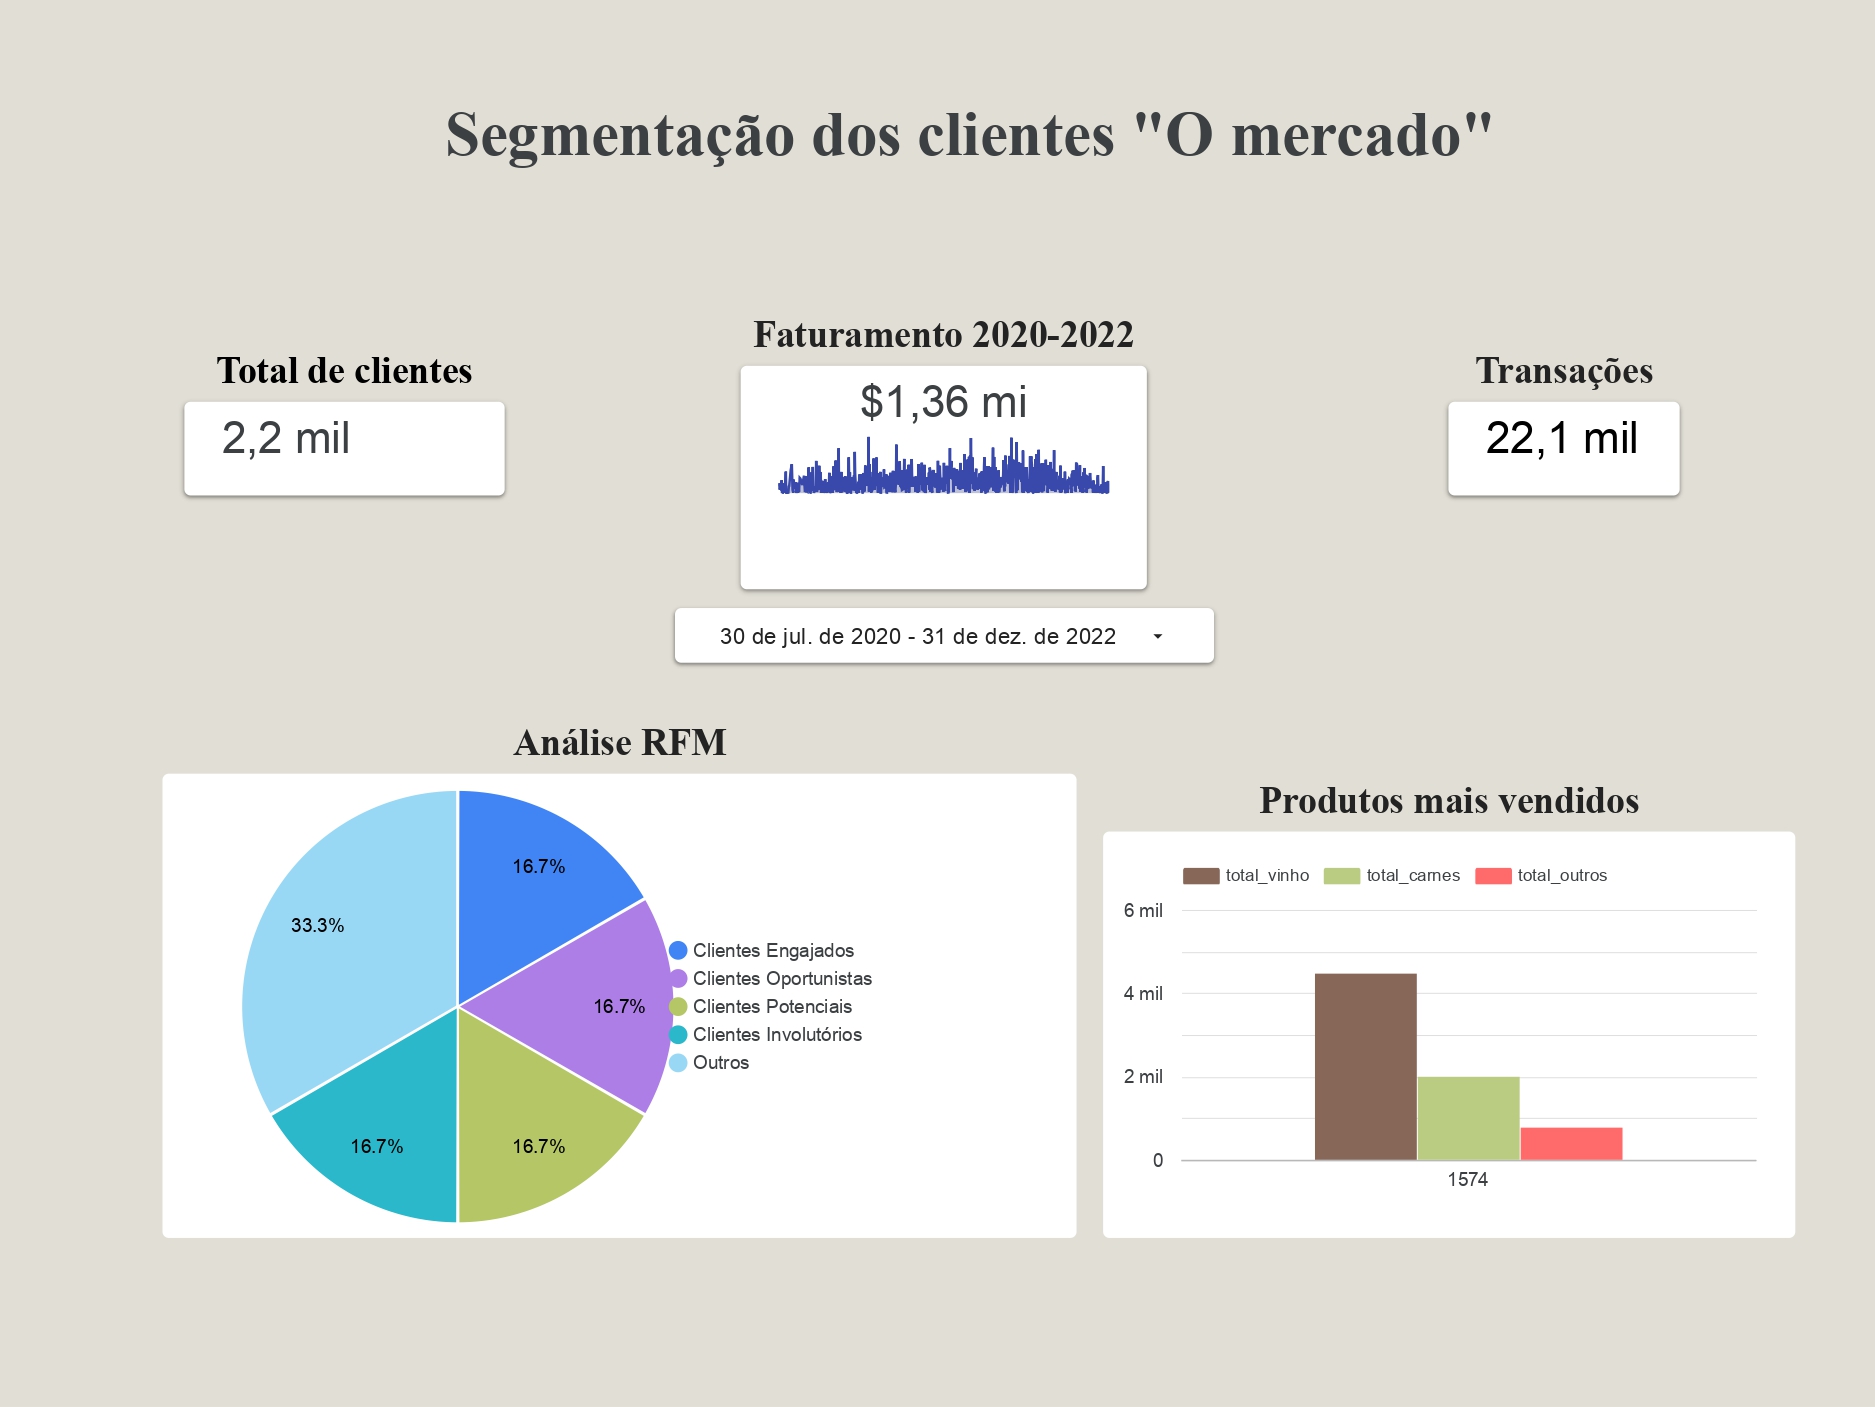 Segmentação dos clientes "O mercado"
Total de clientes
2,2 mil
Faturamento 2020-2022
$1,36 mi
30 de jul. de 2020 - 31 de dez. de 2022
Transações
22,1 mil
Análise RFM
16.7%
33.3%
16.7%
16.7%
16.7%
Clientes Engajados
Clientes Oportunistas
Clientes Potenciais
Clientes Involutórios
Outros
Produtos mais vendidos
total_vinho total_carnes total_outros
6 mil
4 mil
2 mil
0
1574